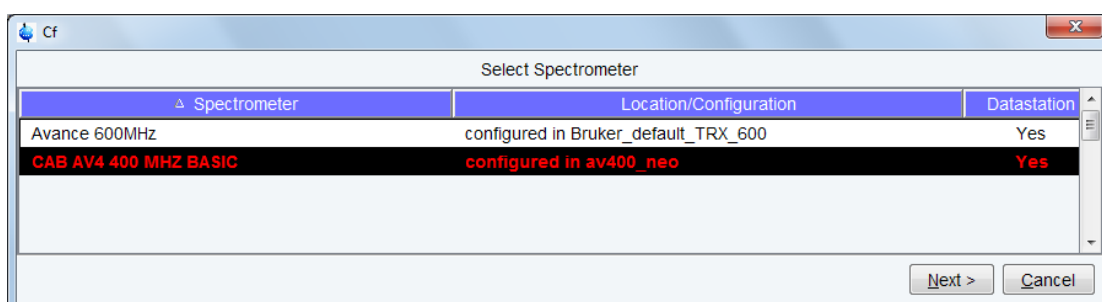 Cf
Select Spectrometer
Spectrometer Location/Configuration Datastation
Avance 600MHz configured in Bruker_default_TRX_600 Yes
CAB AV4 400 MHZ BASIC configured in av400_neo Yes
Next > Cancel